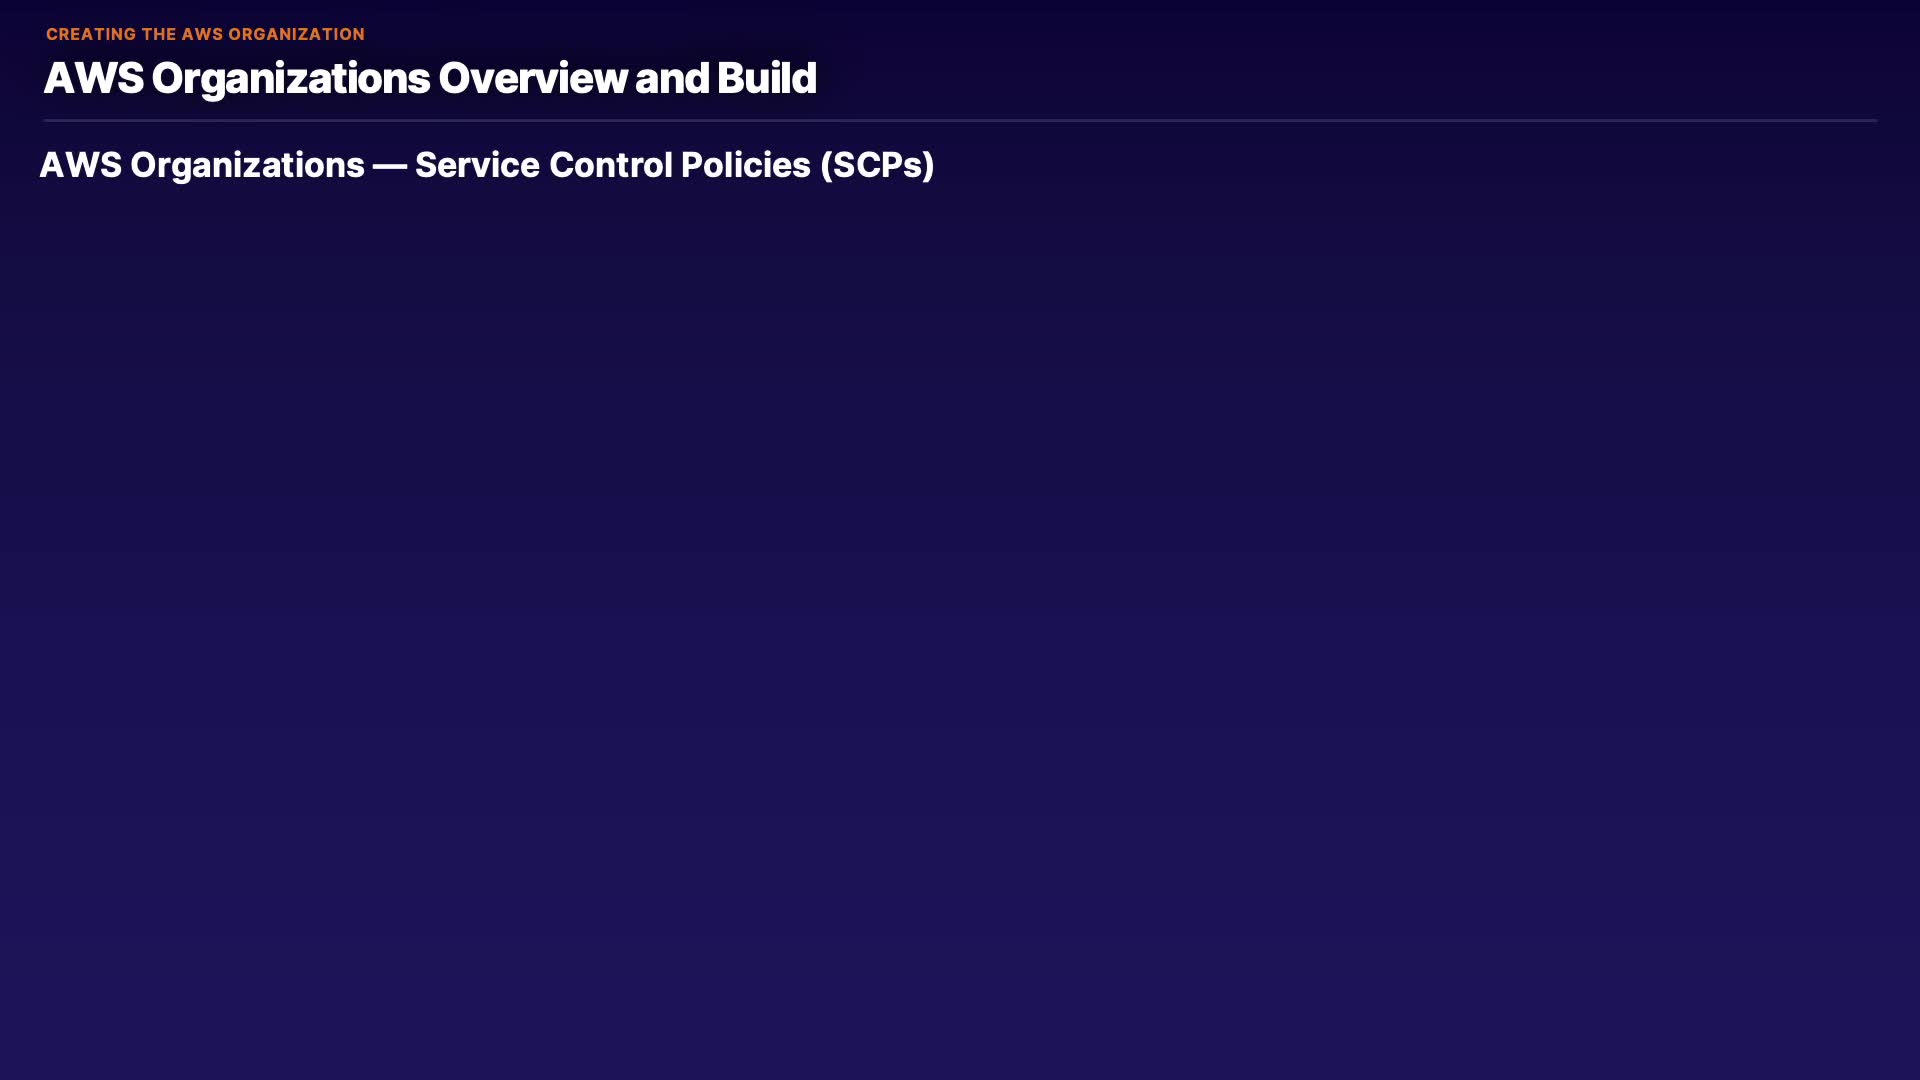 CREATING THE AWS ORGANIZATION
AWS Organizations Overview and Build
AWS Organizations — Service Control Policies (SCPs)